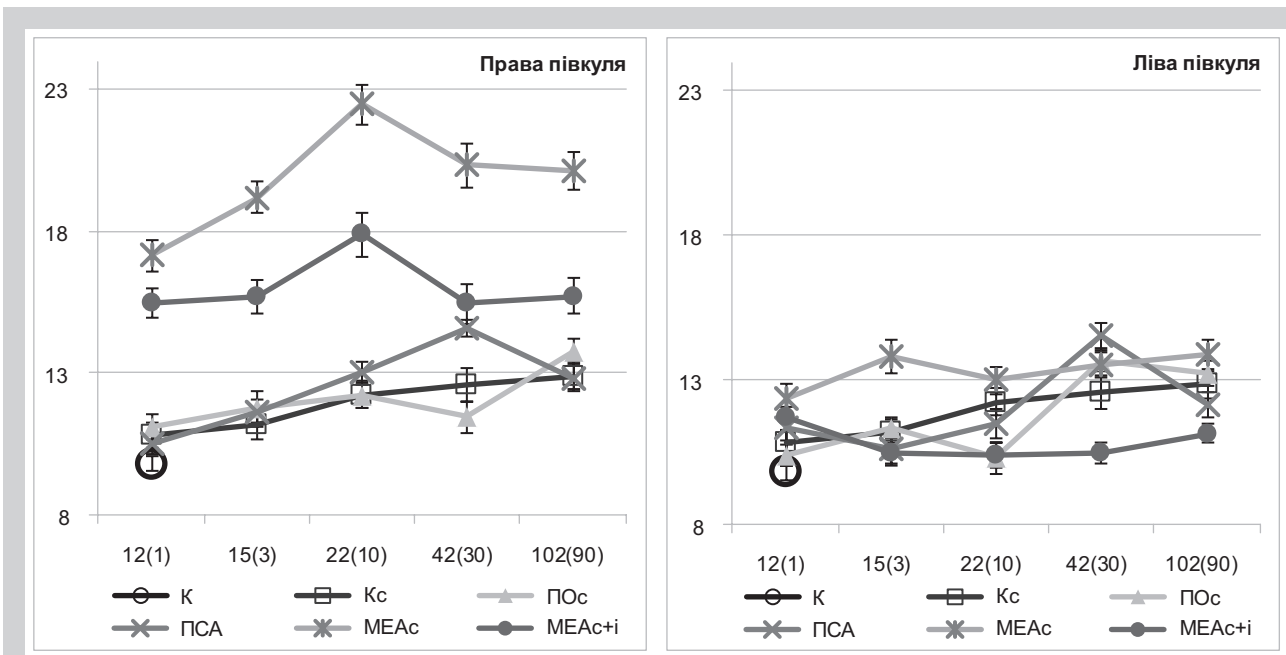 Права півкуля
23
18
13
8
12(1) 15(3) 22(10) 42(30) 102(90)
К Кс ПОс
ПСА МЕАс МЕАс+і
Ліва півкуля
23
18
13
8
12(1) 15(3) 22(10) 42(30) 102(90)
К Кс ПОс
ПСА МЕАс МЕАс+і